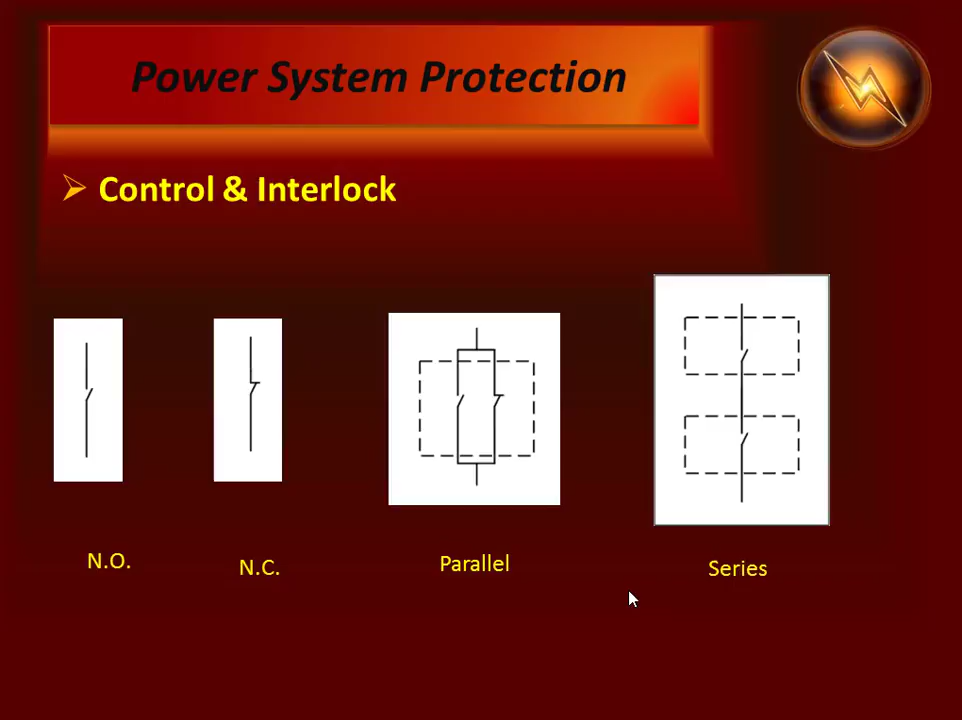 Power System Protection
Control & Interlock
N.O.
N.C.
Parallel
Series